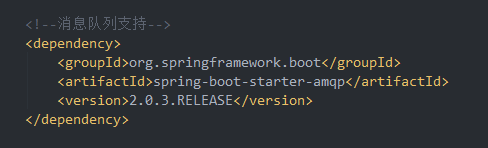 <!--消息队列支持-->
<dependency>
<groupId>org.springframework.boot</groupId>
<artifactId>spring-boot-starter-amqp</artifactId>
<version>2.0.3.RELEASE</version>
</dependency>